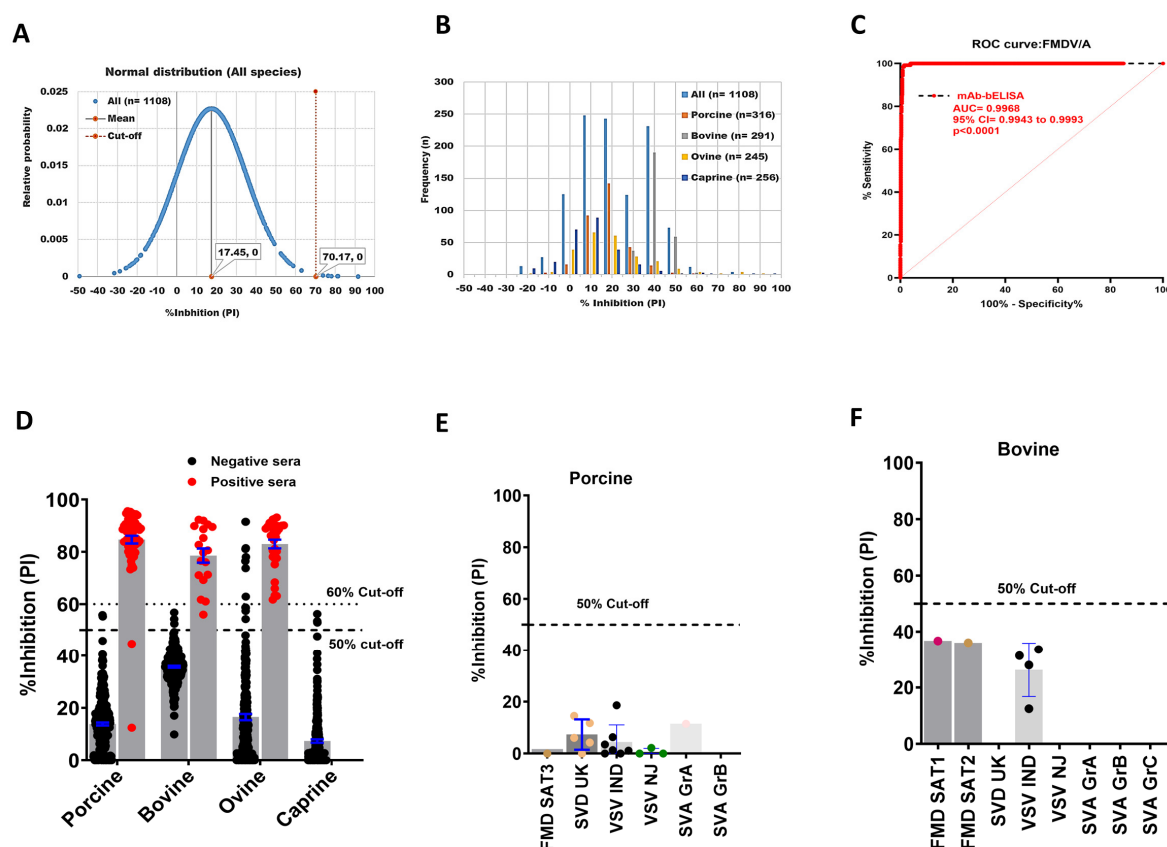 A
Normal distribution (All species)
Relative probability
0.025
0.02
0.015
0.01
0.005
0
All (n= 1108)
Mean
Cut-off
17.45, 0
70.17, 0
-50 -40 -30 -20 -10 0 10 20 30 40 50 60 70 80 90 100
%Inbhition (PI)
B
Frequency (n)
300
250
200
150
100
50
0
All (n= 1108)
Porcine (n=316)
Bovine (n= 291)
Ovine (n= 245)
Caprine (n= 256)
-50 -40 -30 -20 -10 0 10 20 30 40 50 60 70 80 90 100
% Inhibition (PI)
C
ROC curve:FMDV/A
% Sensitivity
100
80
60
40
20
0
mAb-bELISA
AUC= 0.9968
95% CI= 0.9943 to 0.9993
p<0.0001
0 20 40 60 80 100
100% - Specificity%
D
Negative sera
Positive sera
%Inhibition (PI)
100
80
60
40
20
0
60% Cut-off
50% cut-off
Porcine
Bovine
Ovine
Caprine
E
Porcine
%Inhibition (PI)
100
80
60
40
20
0
50% Cut-off
FMD SAT3
SVD UK
VSV IND
VSV NJ
SVA GrA
SVA GrB
F
Bovine
%Inhibition (PI)
100
80
60
40
20
0
50% Cut-off
FMD SAT1
FMD SAT2
SVD UK
VSV IND
VSV NJ
SVA GrA
SVA GrB
SVA GrC